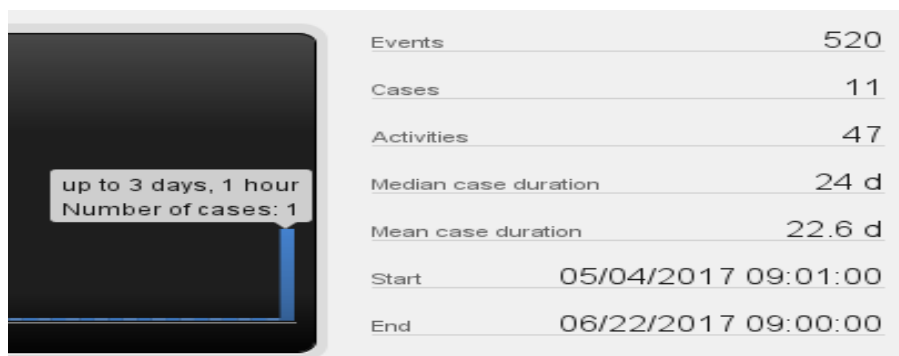 up to 3 days, 1 hour
Number of cases: 1
Events 520
Cases 11
Activities 47
Median case duration 24 d
Mean case duration 22.6 d
Start 05/04/2017 09:01:00
End 06/22/2017 09:00:00